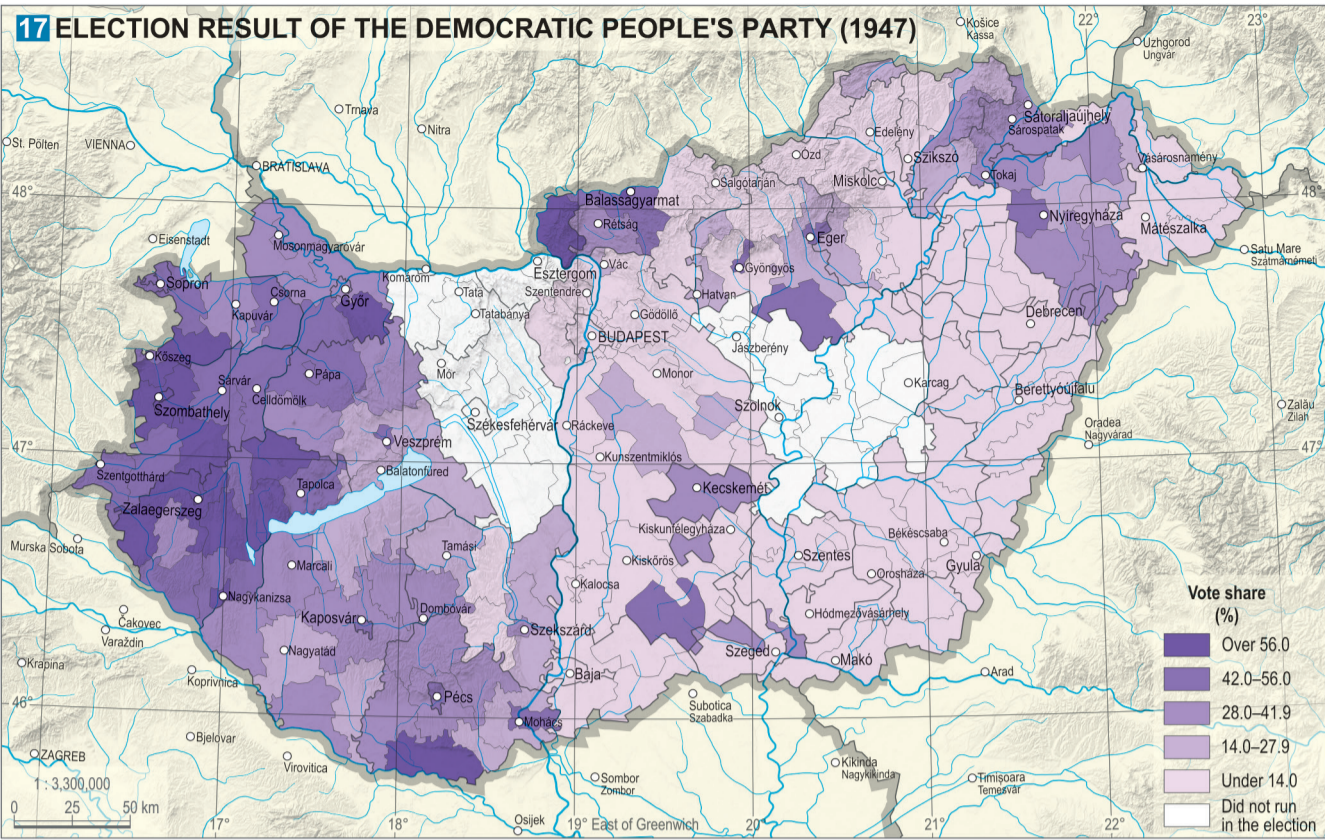 17 ELECTION RESULT OF THE DEMOCRATIC PEOPLE'S PARTY (1947)
Košice
Kassa
22°
23°
Uzhgorod
Ungvár
Trnava
Nitra
St. Pölten
VIENNA
BRATISLAVA
Sátoraljaújhely
Sárospatak
Edelény
Ózd
Szikszó
Vásárosnamény
Salgótarján
Miskolc
Tokaj
48°
48°
Balassagyarmat
Rétság
Nyíregyháza
Mátészalka
Eisenstadt
Mosonmagyaróvár
Eger
Satu Mare
Szatmárnémeti
Sopron
Komárom
Esztergom
Vác
Gyöngyös
Csorna
Kapuvár
Győr
Tata
Szentendre
Hatvan
Tatabánya
Gödöllő
Debrecen
BUDAPEST
Jászberény
Kőszeg
Mór
Monor
Pápa
Sárvár
Celldömölk
Karcag
Berettyóújfalu
Szombathely
Szolnok
Zalău
Zilah
Székesfehérvár
Ráckeve
Oradea
Nagyvárad
47°
47°
Veszprém
Kunszentmiklós
Balatonfüred
Szentgotthárd
Tapolca
Kecskemét
Zalaegerszeg
Kiskunfélegyháza
Békéscsaba
Murska Sobota
Tamási
Szentes
Gyula
Marcali
Kiskőrös
Orosháza
Kalocsa
Nagykanizsa
Vote share
(%)
Čakovec
Dombóvár
Kaposvár
Hódmezővásárhely
Varaždin
Szekszárd
Over 56.0
Nagyatád
Szeged
Makó
Krapina
Baja
Arad
Koprivnica
42.0–56.0
Pécs
46°
Subotica
Szabadka
28.0–41.9
Mohács
Bjelovar
14.0–27.9
ZAGREB
Virovitica
Kikinda
Nagykikinda
Sombor
Zombor
Timișoara
Temesvár
Under 14.0
1 : 3,300,000
0 25 50 km
Did not run
in the election
17°
18°
Osijek
19°
East of Greenwich
20°
21°
22°